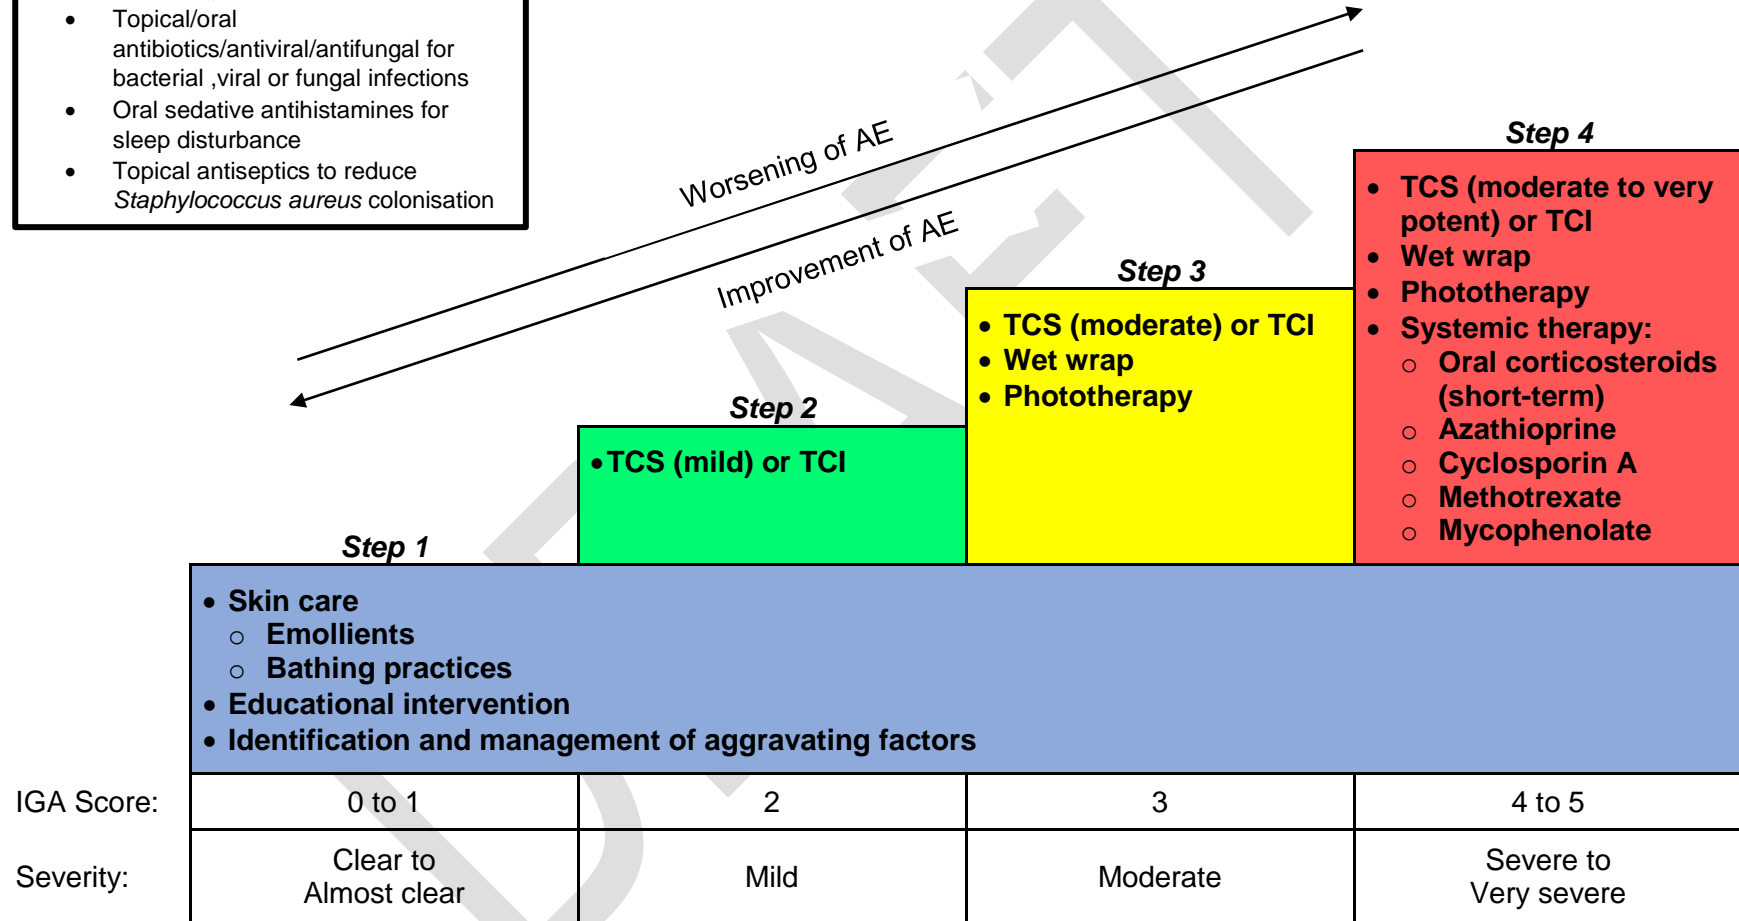 • Topical/oral
antibiotics/antiviral/antifungal for
bacterial ,viral or fungal infections
• Oral sedative antihistamines for
sleep disturbance
• Topical antiseptics to reduce
Staphylococcus aureus colonisation
Worsening of AE
Improvement of AE
Step 4
• TCS (moderate to very
potent) or TCI
• Wet wrap
• Phototherapy
• Systemic therapy:
o Oral corticosteroids
(short-term)
o Azathioprine
o Cyclosporin A
o Methotrexate
o Mycophenolate
Step 3
• TCS (moderate) or TCI
• Wet wrap
• Phototherapy
Step 2
• TCS (mild) or TCI
Step 1
• Skin care
o Emollients
o Bathing practices
• Educational intervention
• Identification and management of aggravating factors
IGA Score: 0 to 1 2 3 4 to 5
Severity: Clear to
Almost clear
Mild
Moderate
Severe to
Very severe
DRAFT